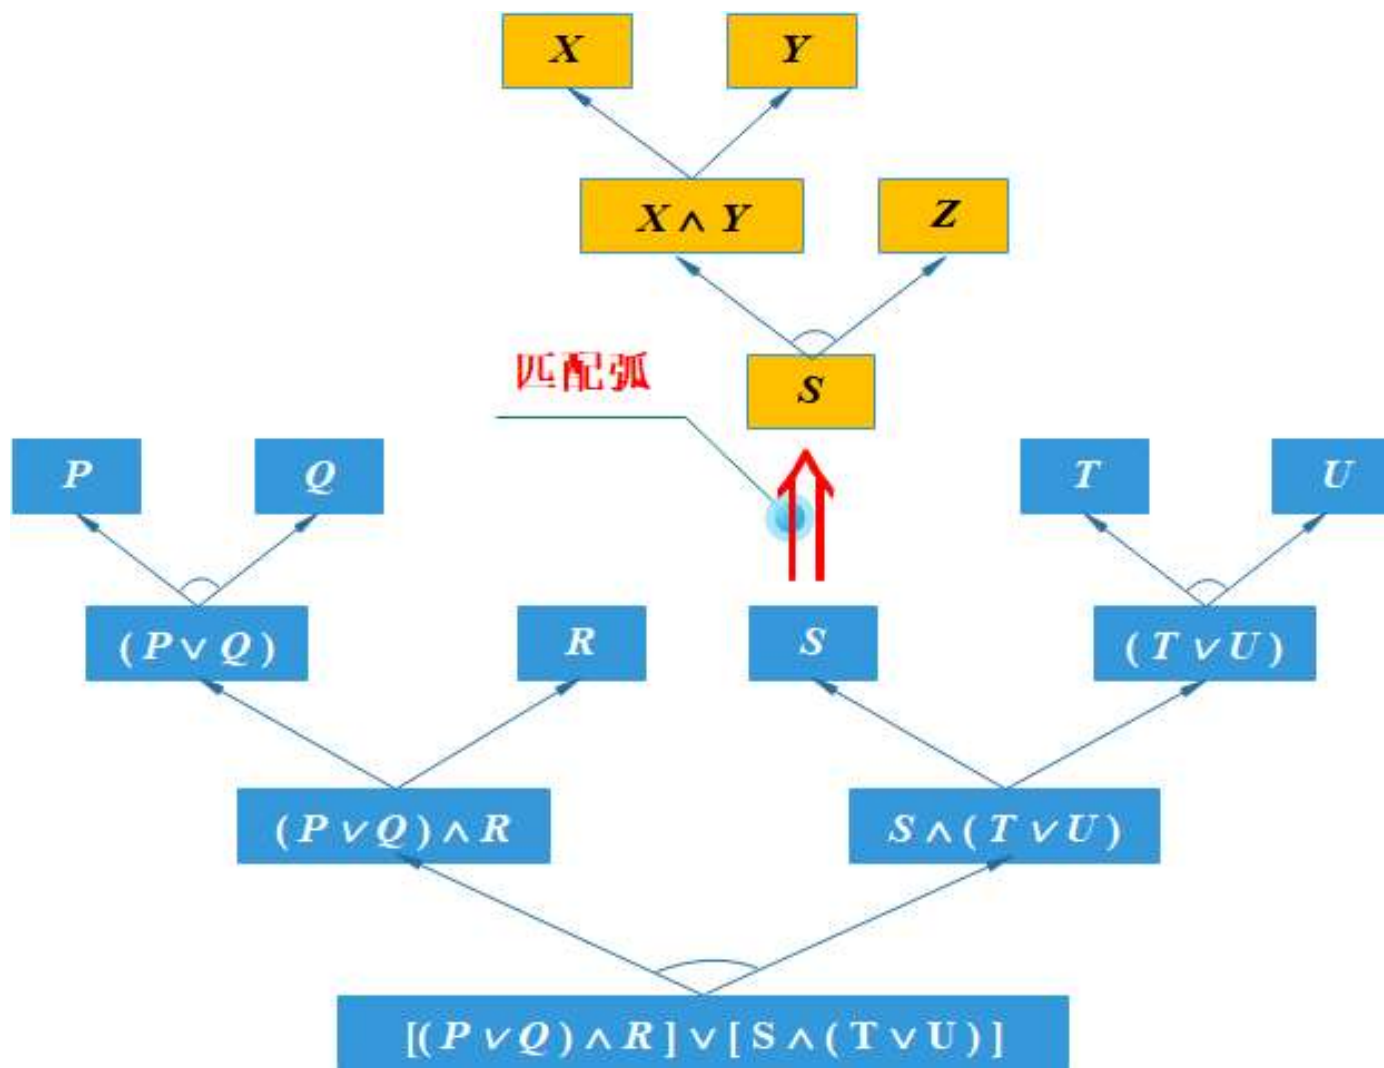 X Y
X ∧ Y Z
S
匹配弧
P Q T U
( P ∨ Q ) R S ( T ∨ U )
( P ∨ Q ) ∧ R S ∧ ( T ∨ U )
[( P ∨ Q ) ∧ R ] ∨ [ S ∧ ( T ∨ U ) ]